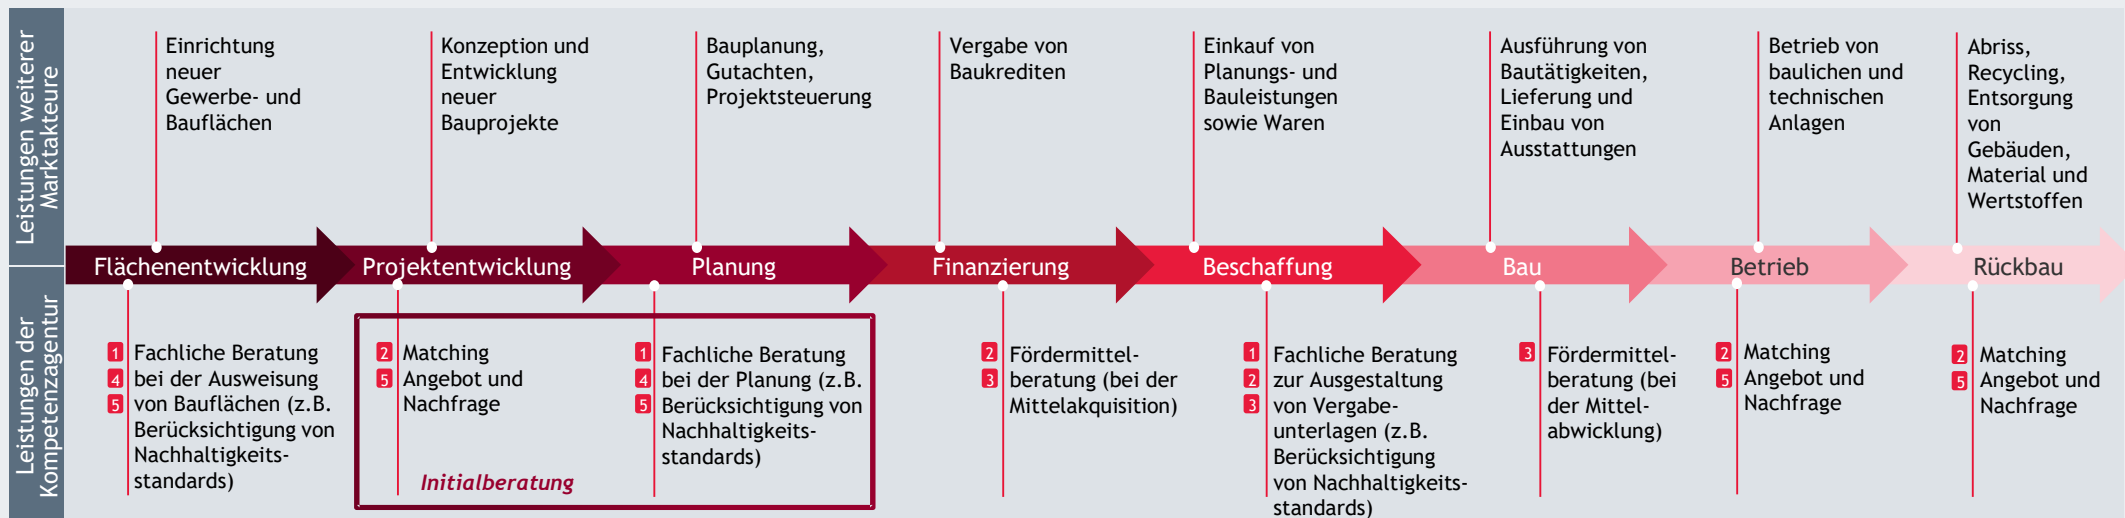 Leistungen weiterer
Marktakteure
Einrichtung
neuer
Gewerbe- und
Bauflächen
Konzeption und
Entwicklung
neuer
Bauprojekte
Bauplanung,
Gutachten,
Projektsteuerung
Vergabe von
Baukrediten
Einkauf von
Planungs- und
Bauleistungen
sowie Waren
Ausführung von
Bautätigkeiten,
Lieferung und
Einbau von
Ausstattungen
Betrieb von
baulichen und
technischen
Anlagen
Abriss,
Recycling,
Entsorgung
von
Gebäuden,
Material und
Wertstoffen
Flächenentwicklung
Projektentwicklung
Planung
Finanzierung
Beschaffung
Bau
Betrieb
Rückbau
Leistungen der
Kompetenzagentur
1 Fachliche Beratung
4 bei der Ausweisung
5 von Bauflächen (z.B.
Berücksichtigung von
Nachhaltigkeits-
standards)
2 Matching
5 Angebot und
Nachfrage
1 Fachliche Beratung
4 bei der Planung (z.B.
5 Berücksichtigung von
Nachhaltigkeits-
standards)
Initialberatung
2 Fördermittel-
3 beratung (bei der
Mittelakquisition)
1 Fachliche Beratung
2 zur Ausgestaltung
3 von Vergabe-
unterlagen (z.B.
Berücksichtigung
von Nachhaltigkeits-
standards)
3 Fördermittel-
beratung (bei
der Mittel-
abwicklung)
2 Matching
5 Angebot und
Nachfrage
2 Matching
5 Angebot und
Nachfrage